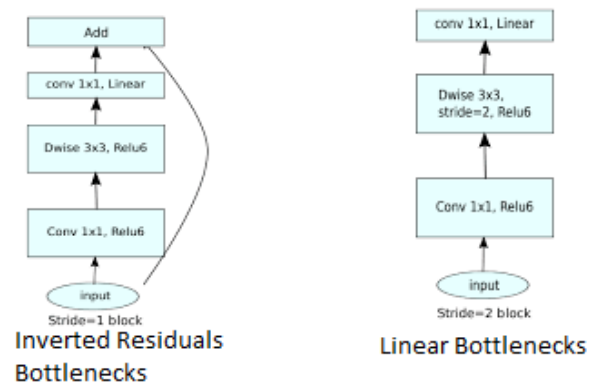 Add
conv 1x1, Linear
Dwise 3x3, Relu6
Conv 1x1, Relu6
input
Stride=1 block
Inverted Residuals
Bottlenecks
conv 1x1, Linear
Dwise 3x3,
stride=2, Relu6
Conv 1x1, Relu6
input
Stride=2 block
Linear Bottlenecks